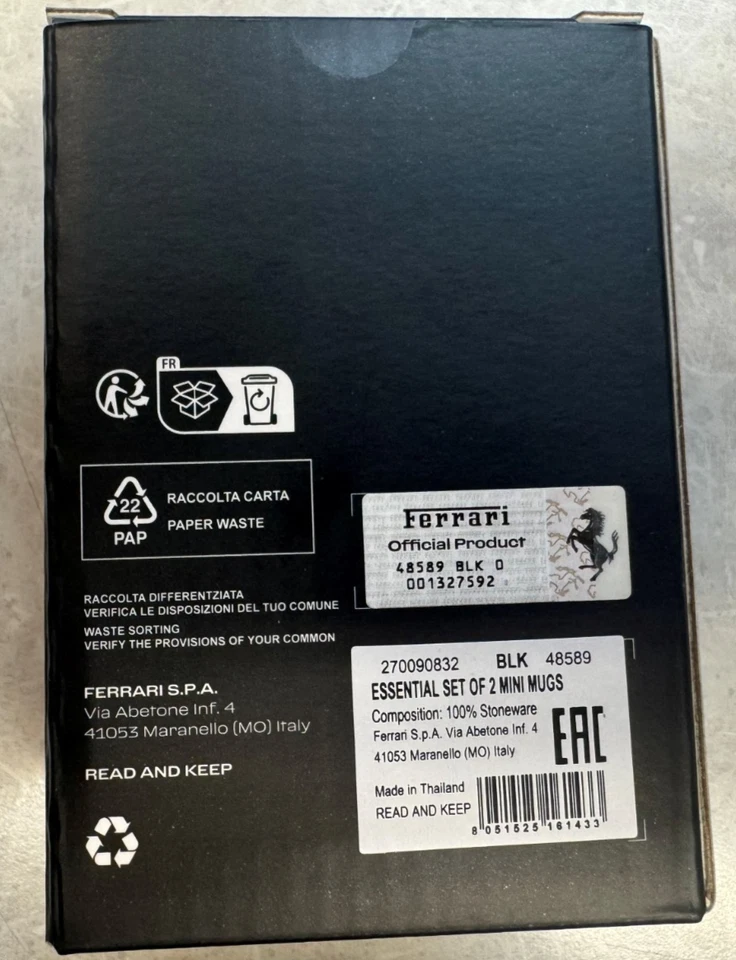 FR
22
PAP
RACCOLTA CARTA
PAPER WASTE
RACCOLTA DIFFERENZIATA
VERIFICA LE DISPOSIZIONI DEL TUO COMUNE
WASTE SORTING
VERIFY THE PROVISIONS OF YOUR COMMON
FERRARI S.P.A.
Via Abetone Inf. 4
41053 Maranello (MO) Italy
READ AND KEEP
Ferrari
Official Product
48589 BLK 0
001327592
270090832 BLK 48589
ESSENTIAL SET OF 2 MINI MUGS
Composition: 100% Stoneware
Ferrari S.p.A. Via Abetone Inf. 4
41053 Maranello (MO) Italy
EAC
Made in Thailand
READ AND KEEP
8 051525 161433